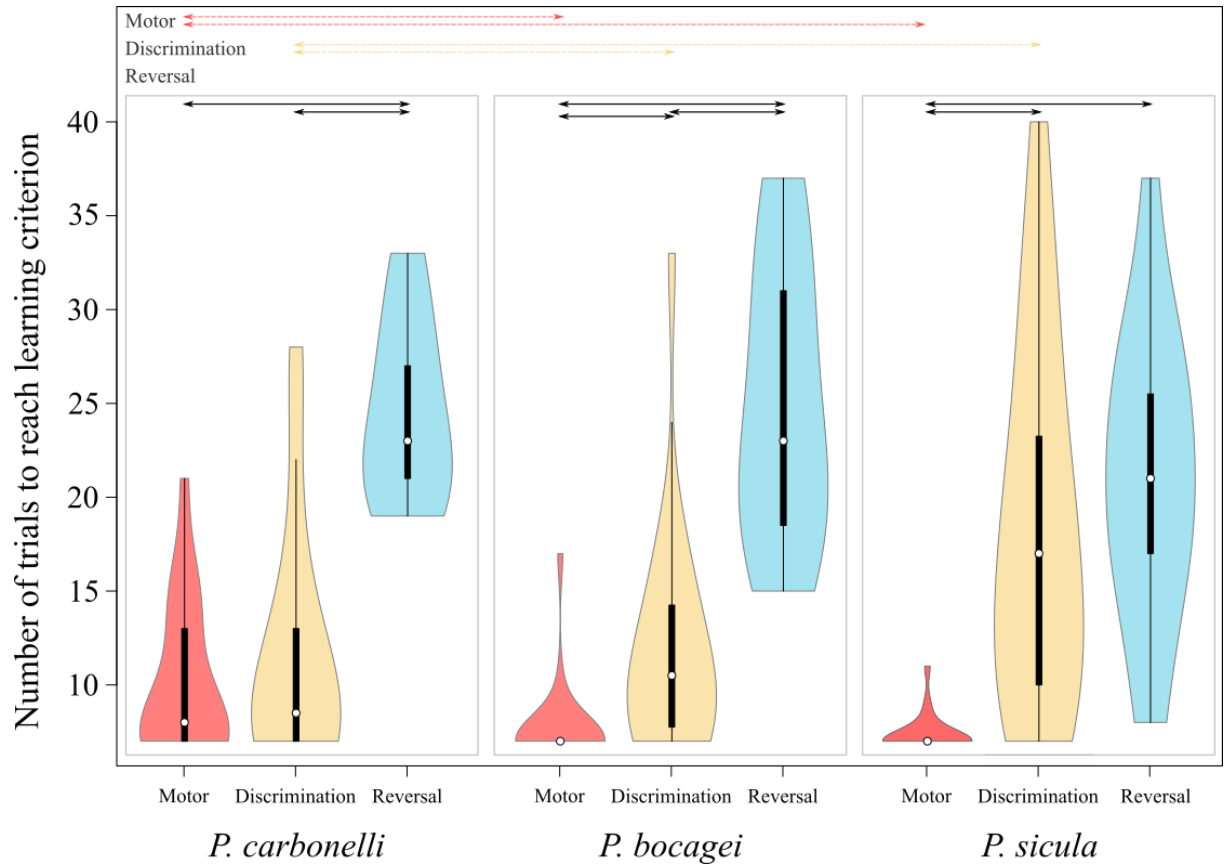 Motor
Discrimination
Reversal
Number of trials to reach learning criterion
40
35
30
25
20
15
10
Motor Discrimination Reversal Motor Discrimination Reversal Motor Discrimination Reversal
P. carbonelli P. bocagei P. sicula